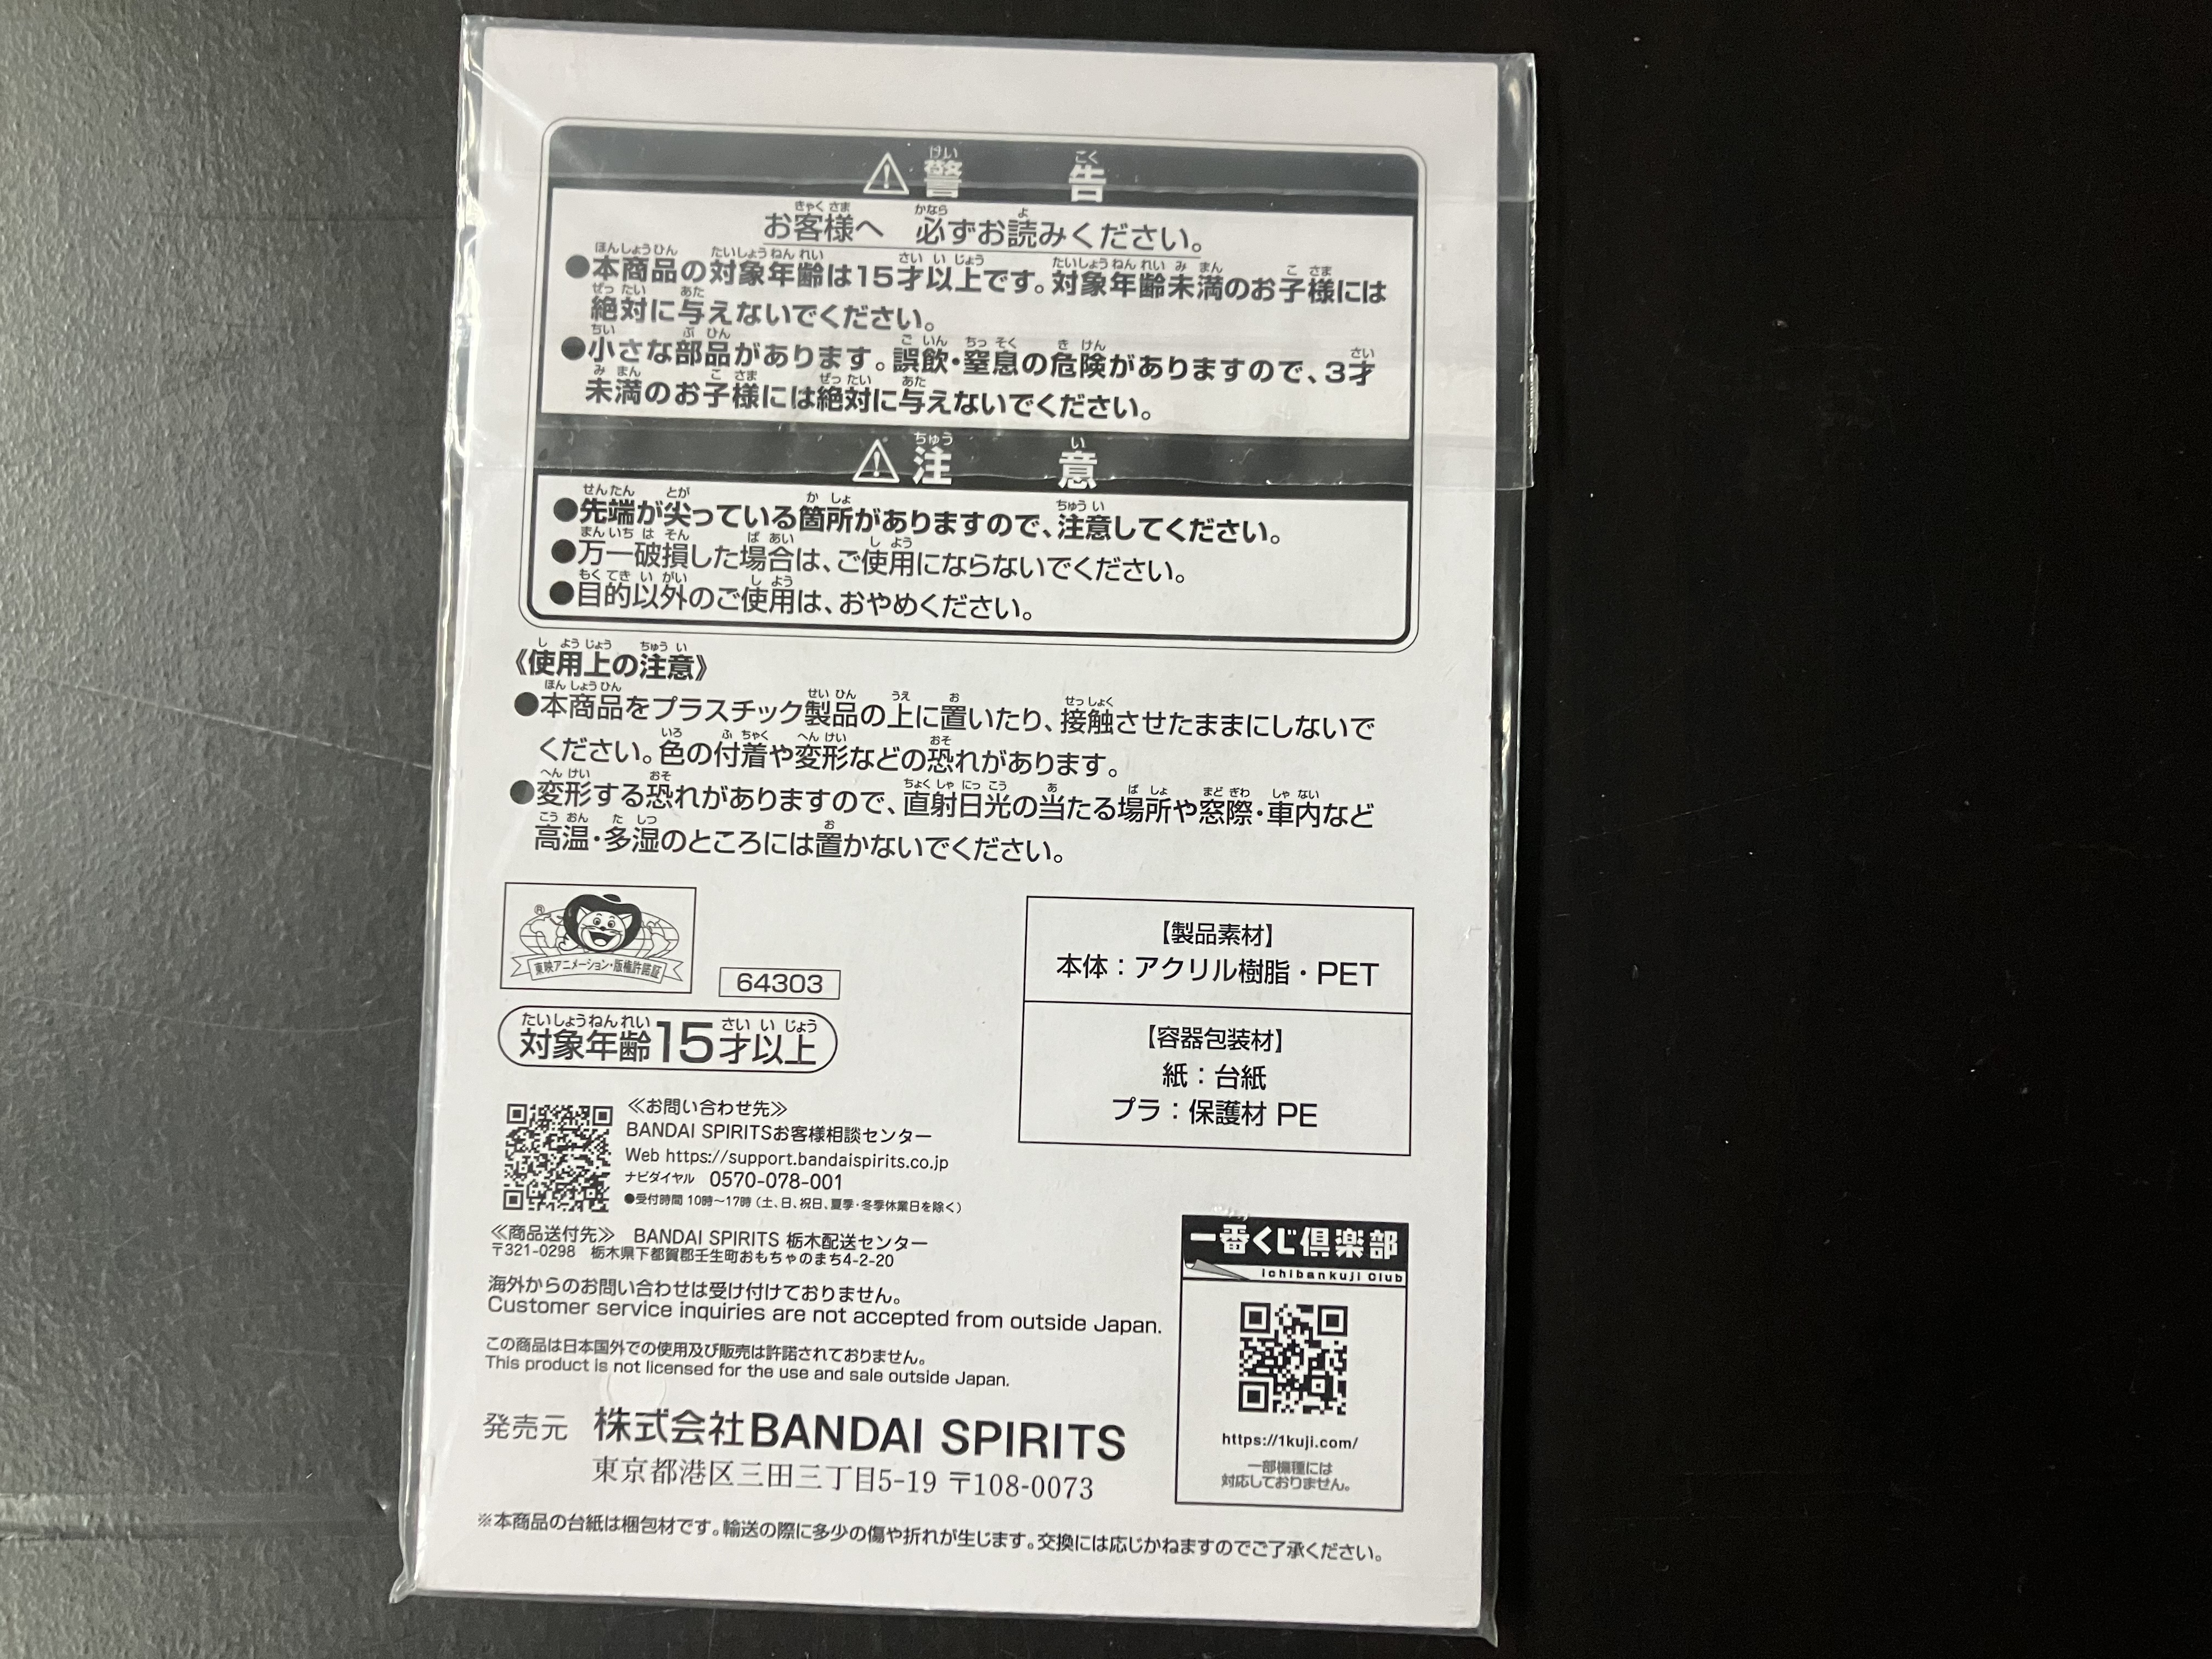 ⚠警告
お客様へ 必ずお読みください。
●本商品の対象年齢は15才以上です。対象年齢未満のお子様には
絶対に与えないでください。
●小さな部品があります。誤飲・窒息の危険がありますので、3才
未満のお子様には絶対に与えないでください。
⚠注意
●先端が尖っている箇所がありますので、注意してください。
●万一破損した場合は、ご使用にならないでください。
●目的以外のご使用は、おやめください。
《使用上の注意》
●本商品をプラスチック製品の上に置いたり、接触させたままにしないで
ください。色の付着や変形などの恐れがあります。
●変形する恐れがありますので、直射日光の当たる場所や窓際・車内など
高温・多湿のところには置かないでください。
®
東映アニメーション・版権許諾証
64303
対象年齢15才以上
【製品素材】
本体：アクリル樹脂・PET
【容器包装材】
紙：台紙
プラ：保護材 PE
≪お問い合わせ先≫
BANDAI SPIRITSお客様相談センター
Web https://support.bandaispirits.co.jp
ナビダイヤル 0570-078-001
●受付時間 10時～17時（土、日、祝日、夏季・冬季休業日を除く）
≪商品送付先≫ BANDAI SPIRITS 栃木配送センター
〒321-0298 栃木県下都賀郡壬生町おもちゃのまち4-2-20
海外からのお問い合わせは受け付けておりません。
Customer service inquiries are not accepted from outside Japan.
この商品は日本国外での使用及び販売は許諾されておりません。
This product is not licensed for the use and sale outside Japan.
発売元 株式会社BANDAI SPIRITS
東京都港区三田三丁目5-19 〒108-0073
一番くじ倶楽部
ichibankuji Club
https://1kuji.com/
一部機種には
対応しておりません。
※本商品の台紙は梱包材です。輸送の際に多少の傷や折れが生じます。交換には応じかねますのでご了承ください。